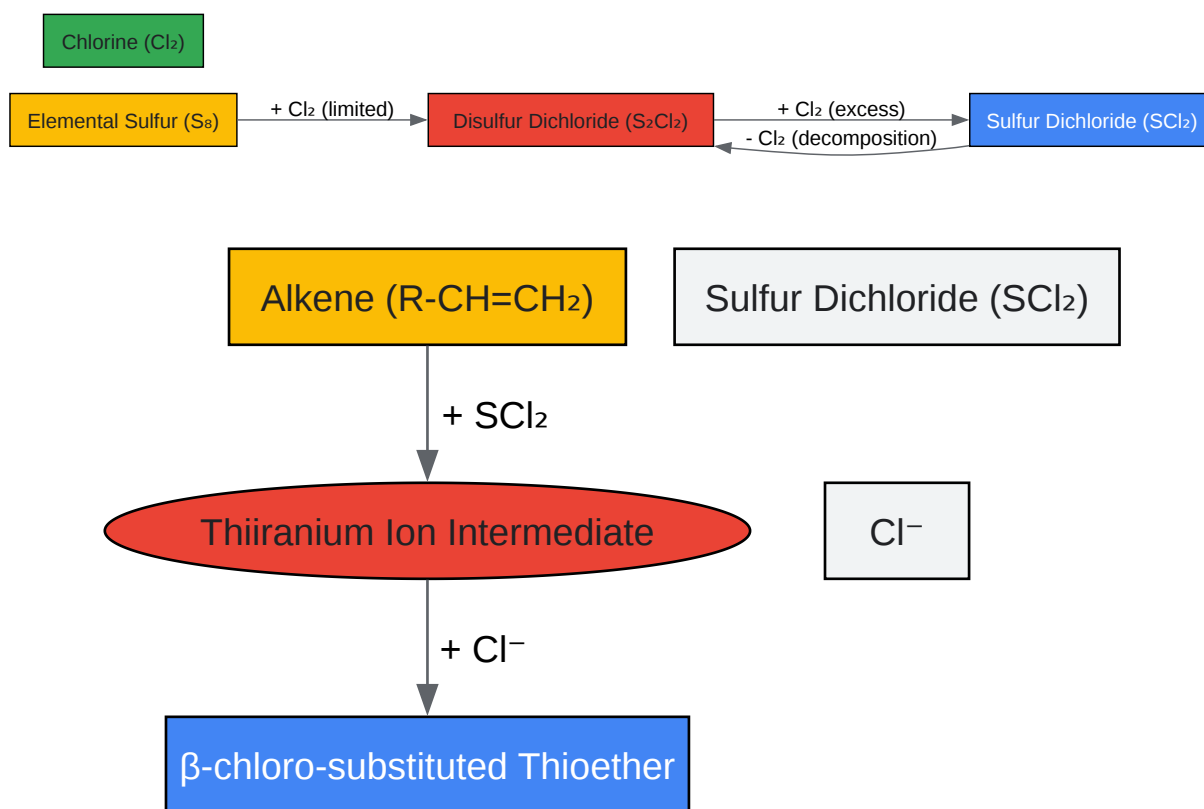 Chlorine (Cl₂)
Elemental Sulfur (S₈)
+ Cl₂ (limited)
Disulfur Dichloride (S₂Cl₂)
+ Cl₂ (excess)
- Cl₂ (decomposition)
Sulfur Dichloride (SCl₂)
Alkene (R-CH=CH₂)
Sulfur Dichloride (SCl₂)
+ SCl₂
Thiiranium Ion Intermediate
Cl⁻
+ Cl⁻
β-chloro-substituted Thioether